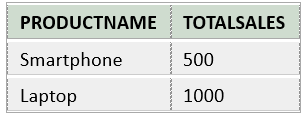 PRODUCTNAME TOTALSALES
Smartphone 500
Laptop 1000